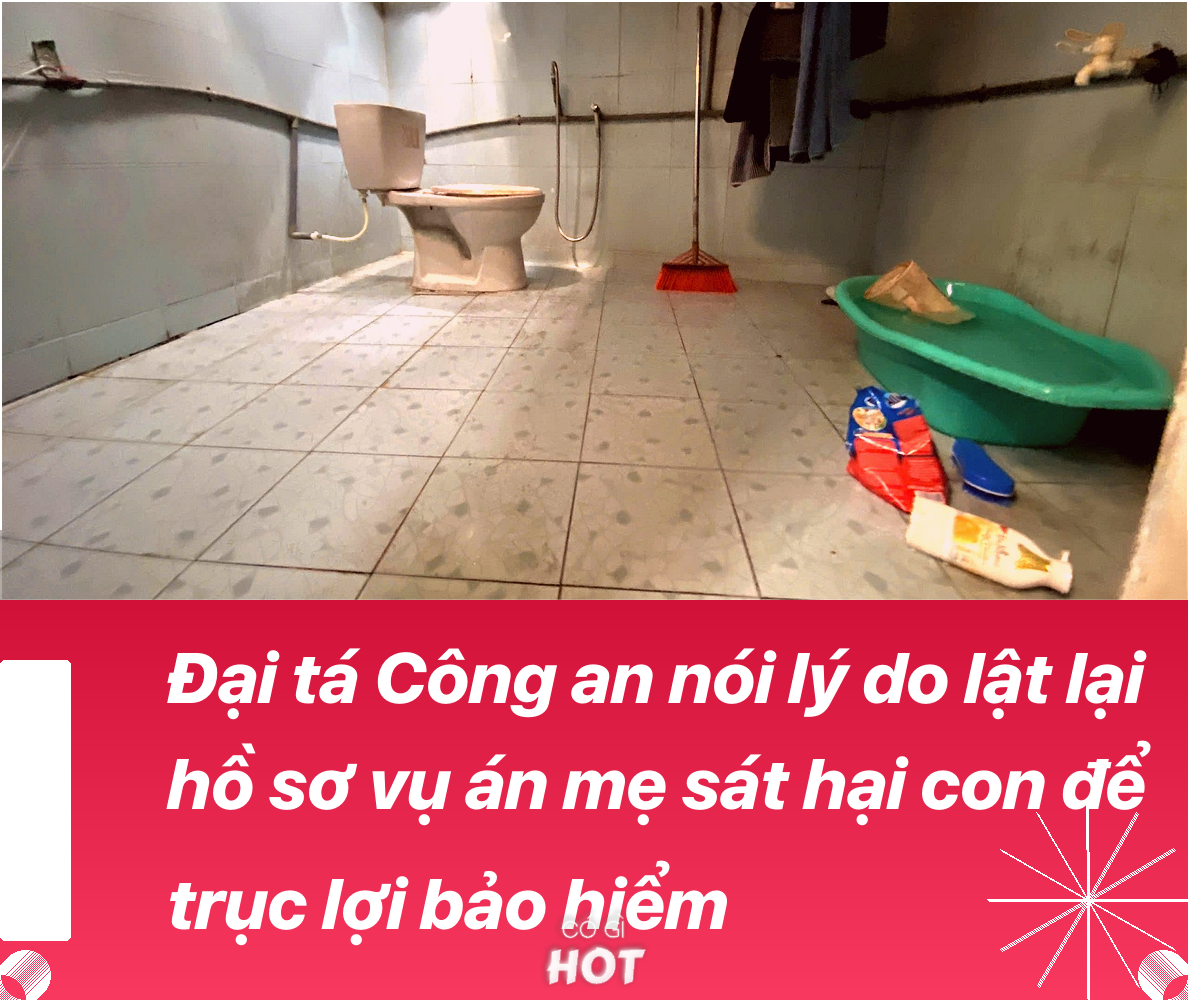 Đại tá Công an nói lý do lật lại
hồ sơ vụ án mẹ sát hại con để
trục lợi bảo hiểm
CÓ GÌ
HOT